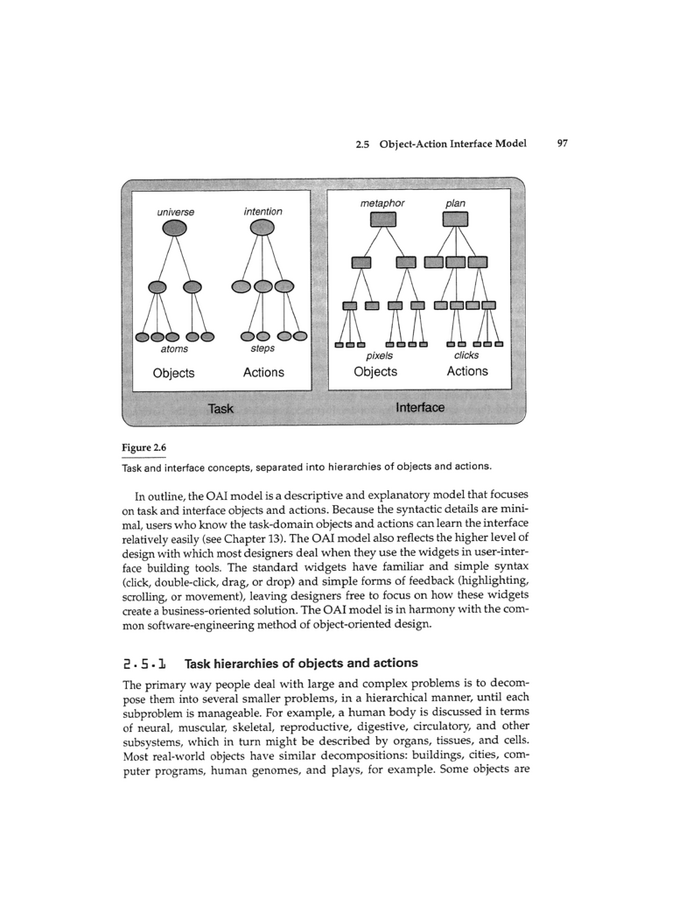 2.5 Object-Action Interface Model 97
universe intention metaphor plan
atoms steps pixels clicks
Objects Actions Objects Actions
Task Interface
Figure 2.6
Task and interface concepts, separated into hierarchies of objects and actions.
In outline, the OAI model is a descriptive and explanatory model that focuses
on task and interface objects and actions. Because the syntactic details are mini-
mal, users who know the task-domain objects and actions can learn the interface
relatively easily (see Chapter 13). The OAI model also reflects the higher level of
design with which most designers deal when they use the widgets in user-inter-
face building tools. The standard widgets have familiar and simple syntax
(click, double-click, drag, or drop) and simple forms of feedback (highlighting,
scrolling, or movement), leaving designers free to focus on how these widgets
create a business-oriented solution. The OAI model is in harmony with the com-
mon software-engineering method of object-oriented design.
2.5.1 Task hierarchies of objects and actions
The primary way people deal with large and complex problems is to decom-
pose them into several smaller problems, in a hierarchical manner, until each
subproblem is manageable. For example, a human body is discussed in terms
of neural, muscular, skeletal, reproductive, digestive, circulatory, and other
subsystems, which in turn might be described by organs, tissues, and cells.
Most real-world objects have similar decompositions: buildings, cities, com-
puter programs, human genomes, and plays, for example. Some objects are